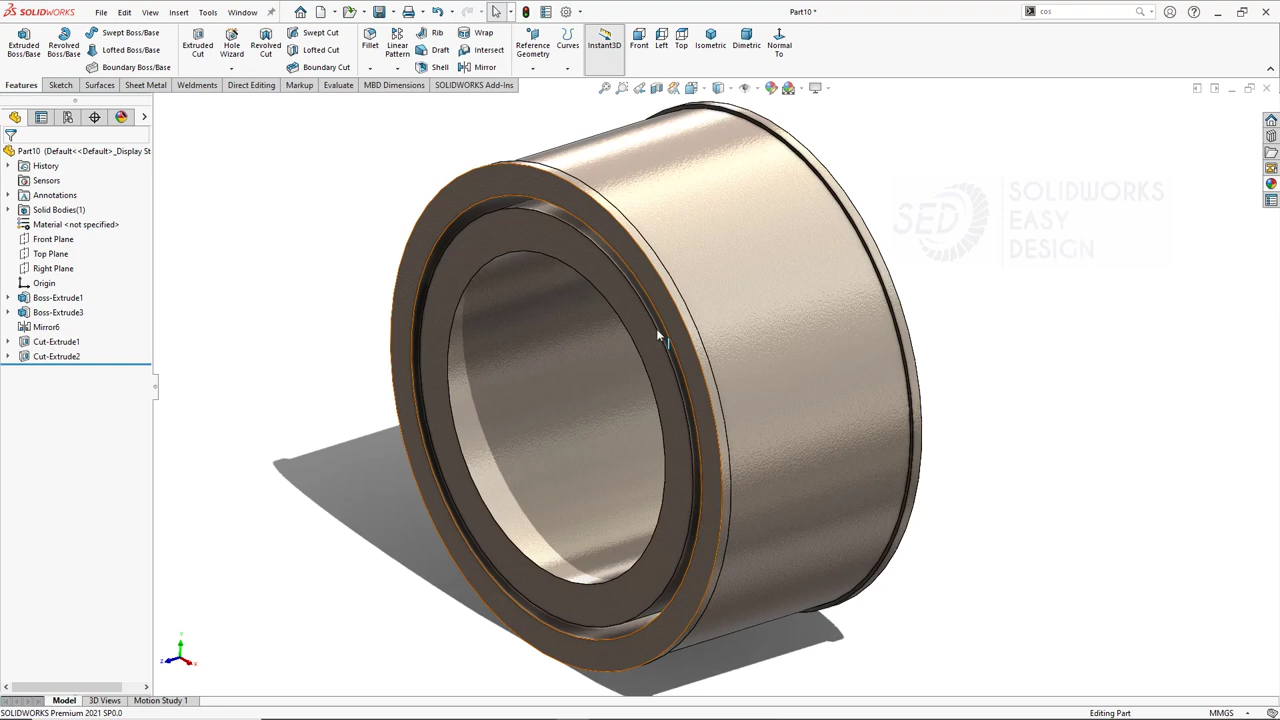 SOLIDWORKS
File Edit View Insert Tools Window
Part10 *
cos
Extruded Boss/Base
Revolved Boss/Base
Swept Boss/Base
Lofted Boss/Base
Boundary Boss/Base
Extruded Cut
Hole Wizard
Revolved Cut
Swept Cut
Lofted Cut
Boundary Cut
Fillet
Linear Pattern
Rib
Draft
Shell
Wrap
Intersect
Mirror
Reference Geometry
Curves
Instant3D
Front
Left
Top
Isometric
Dimetric
Normal To
Features Sketch Sheet Metal Surfaces Weldments Direct Editing Markup Evaluate MBD Dimensions SOLIDWORKS Add-Ins
Part10 (Default<<Default>_Display St
History
Sensors
Annotations
Solid Bodies(1)
Material <not specified>
Front Plane
Top Plane
Right Plane
Origin
Boss-Extrude1
Boss-Extrude3
Mirror6
Cut-Extrude1
Cut-Extrude2
SED
SOLIDWORKS
EASY
DESIGN
Y
Z
X
Model 3D Views Motion Study 1
SOLIDWORKS Premium 2021 SP0.0
Editing Part
MMGS